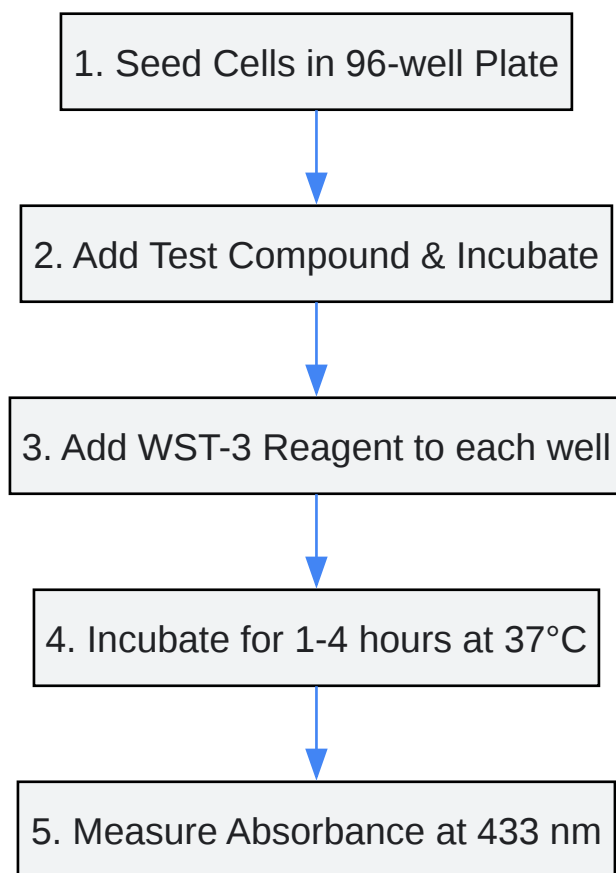 1. Seed Cells in 96-well Plate
2. Add Test Compound & Incubate
3. Add WST-3 Reagent to each well
4. Incubate for 1-4 hours at 37°C
5. Measure Absorbance at 433 nm